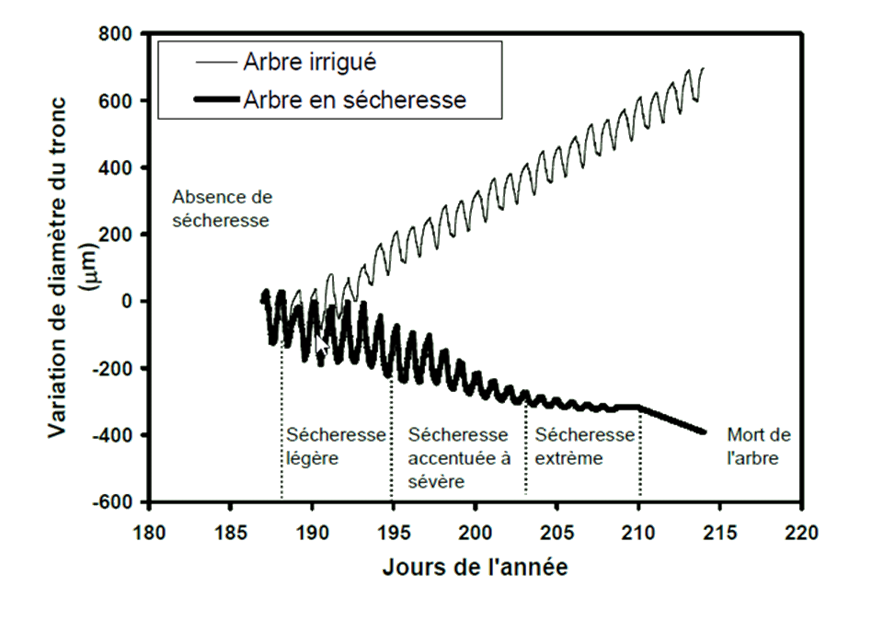 800
600
400
200
0
-200
-400
-600
Variation de diamètre du tronc
(µm)
Arbre irrigué
Arbre en sécheresse
Absence de
sécheresse
Sécheresse
légère
Sécheresse
accentuée à
sévère
Sécheresse
extrême
Mort de
l'arbre
180 185 190 195 200 205 210 215 220
Jours de l'année